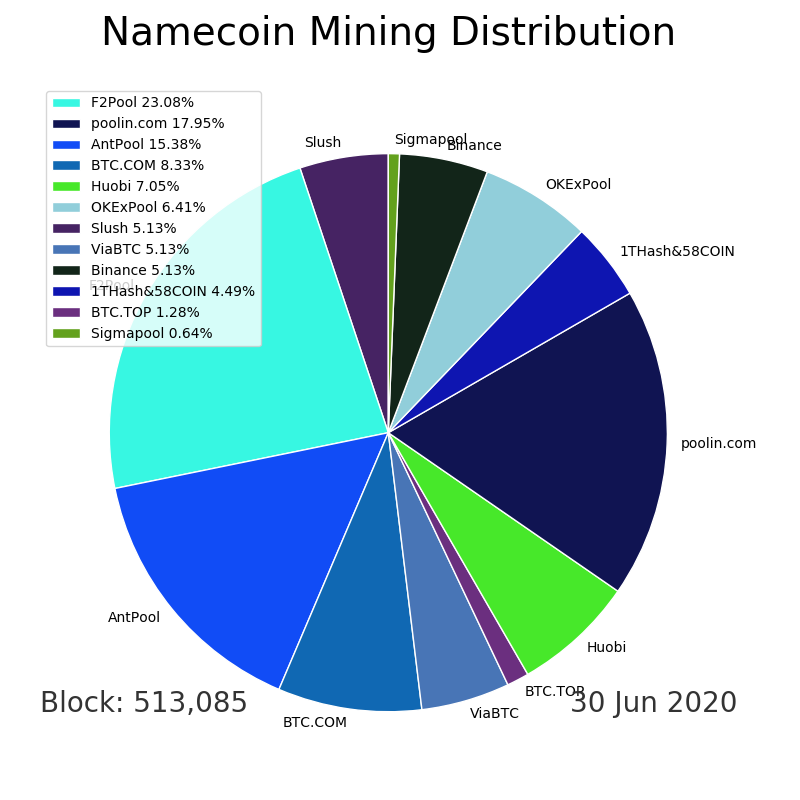 Namecoin Mining Distribution
F2Pool 23.08%
poolin.com 17.95%
AntPool 15.38%
BTC.COM 8.33%
Huobi 7.05%
OKExPool 6.41%
Slush 5.13%
ViaBTC 5.13%
Binance 5.13%
1THash&58COIN 4.49%
BTC.TOP 1.28%
Sigmapool 0.64%
Slush
Sigmapool
Binance
OKExPool
1THash&58COIN
F2Pool
poolin.com
AntPool
Huobi
BTC.TOP
ViaBTC
BTC.COM
Block: 513,085
30 Jun 2020